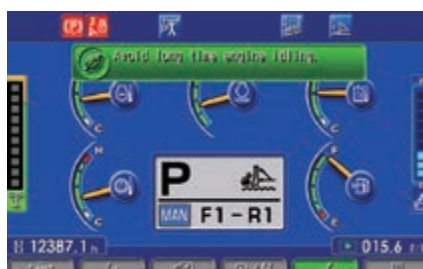 (P)
Avoid long time engine idling.
C
C
H
F
P
MAN F1-R1
C
E
12387.1 h
015.6